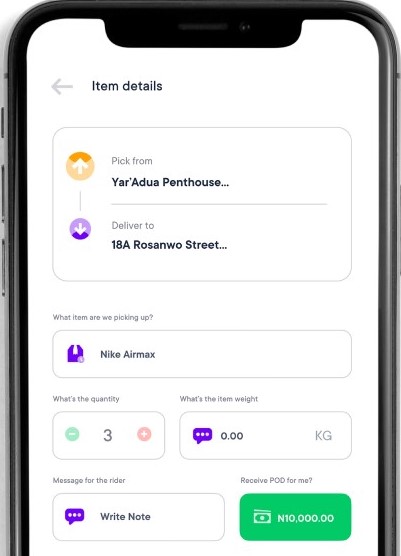 Item details
Pick from
Yar'Adua Penthouse...
Deliver to
18A Rosanwo Street...
What item are we picking up?
Nike Airmax
What's the quantity
What's the item weight
3
0.00
KG
Message for the rider
Receive POD for me?
Write Note
N10,000.00